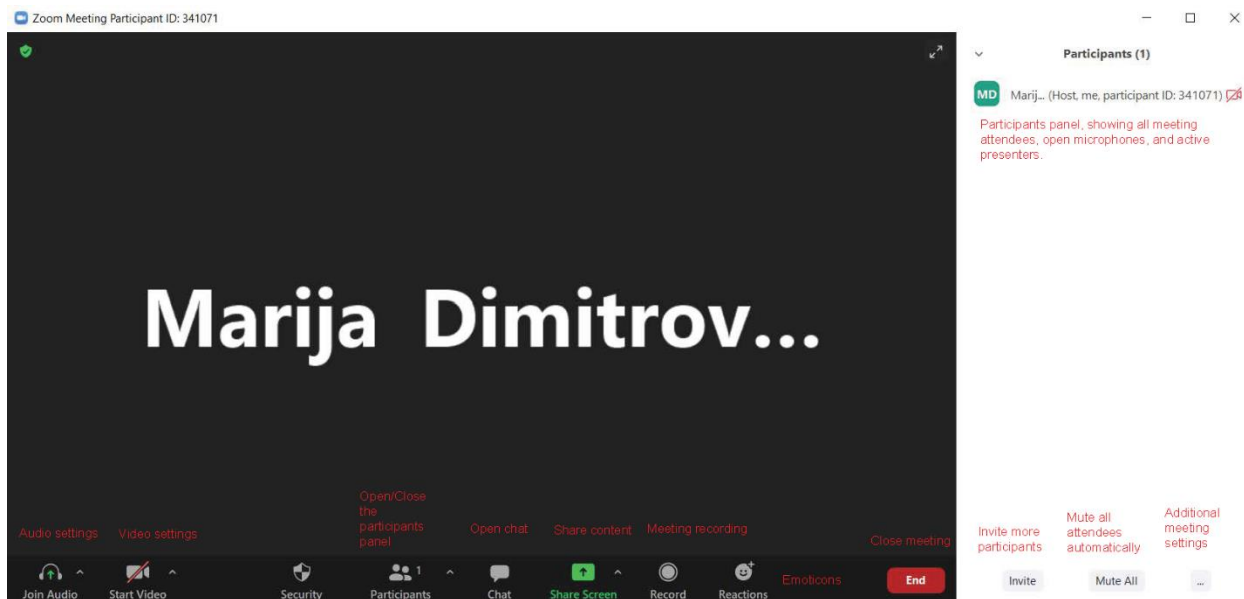 Zoom Meeting Participant ID: 341071
Participants (1)
MD Marij... (Host, me, participant ID: 341071)
Participants panel, showing all meeting
attendees, open microphones, and active
presenters.
Marija Dimitrov...
Audio settings
Video settings
Open/Close
the
participants
panel
Open chat
Share content
Meeting recording
Close meeting
Invite more
participants
Mute all
attendees
automatically
Additional
meeting
settings
Join Audio
Start Video
Security
Participants 1
Chat
Share Screen
Record
Reactions
Emoticons
End
Invite
Mute All
...